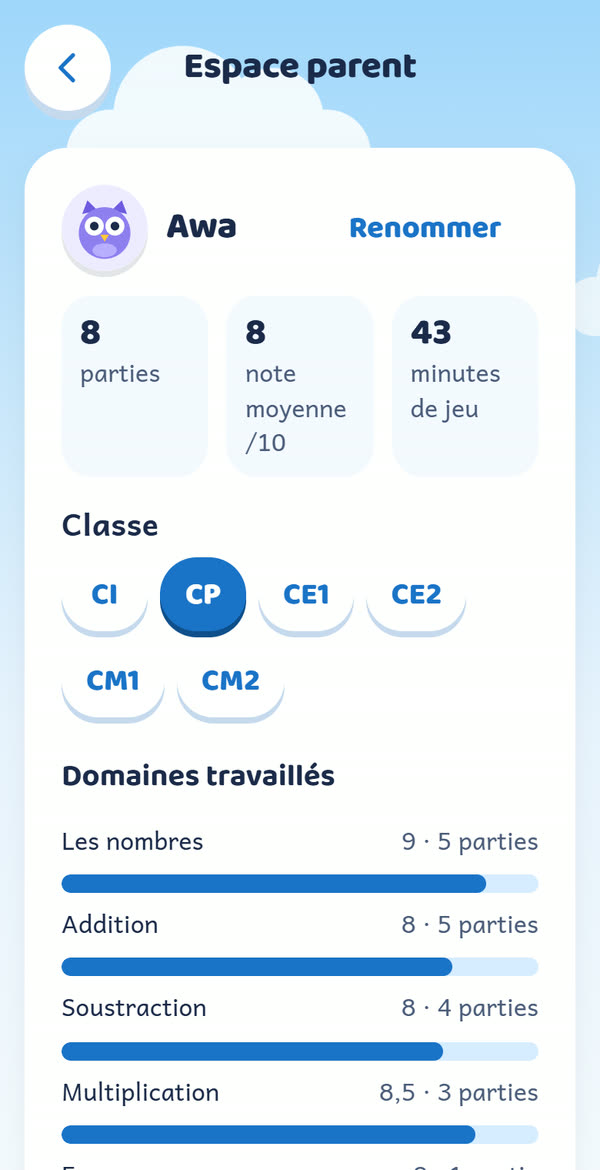 Espace parent
Awa
Renommer
8
parties
8
note
moyenne
/10
43
minutes
de jeu
Classe
CI
CP
CE1
CE2
CM1
CM2
Domaines travaillés
Les nombres
9 · 5 parties
Addition
8 · 5 parties
Soustraction
8 · 4 parties
Multiplication
8,5 · 3 parties